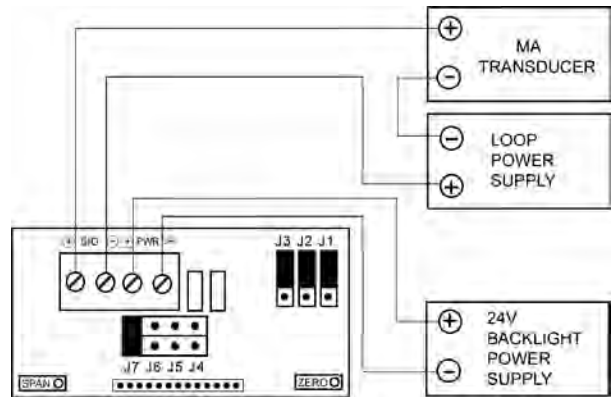 +
MA
TRANSDUCER
−
−
LOOP
POWER
SUPPLY
+
+ SIG − + PWR −
J3 J2 J1
+
24V
BACKLIGHT
POWER
SUPPLY
−
J7 J6 J5 J4
SPAN
ZERO